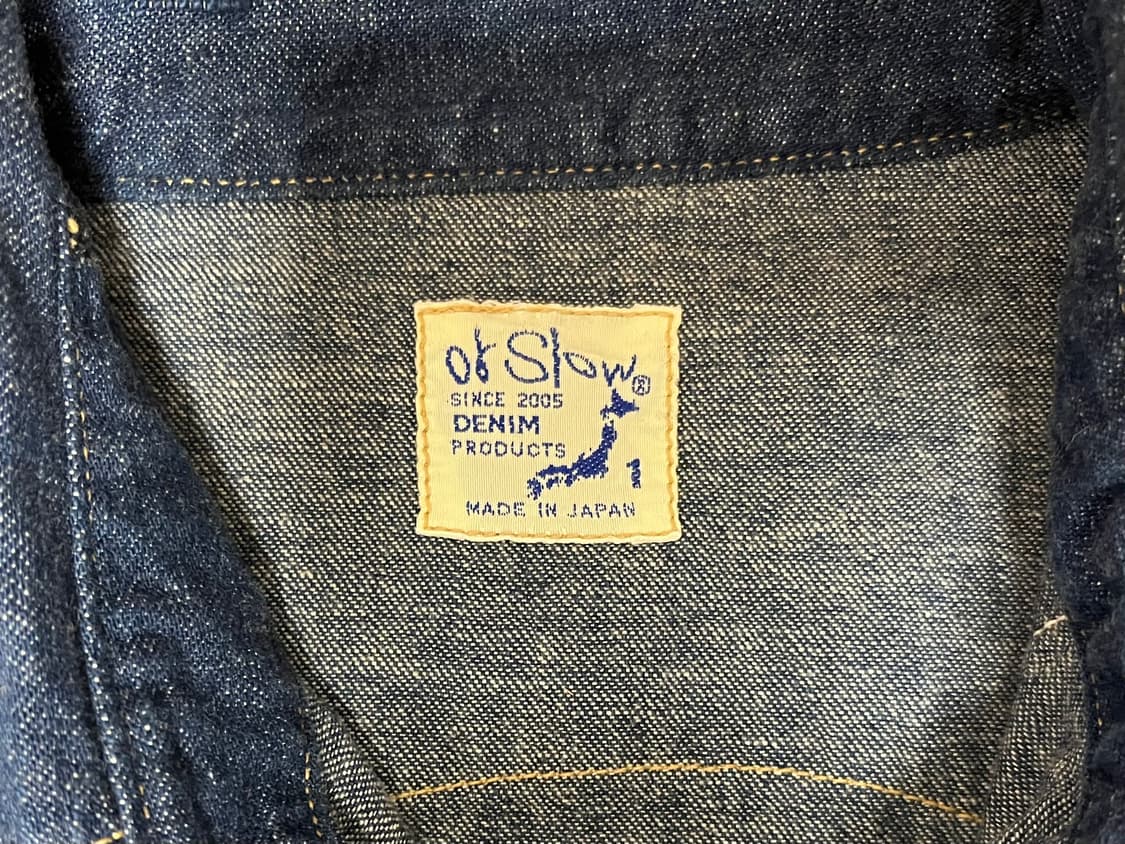 or Slow®
SINCE 2005
DENIM
PRODUCTS
1
MADE IN JAPAN